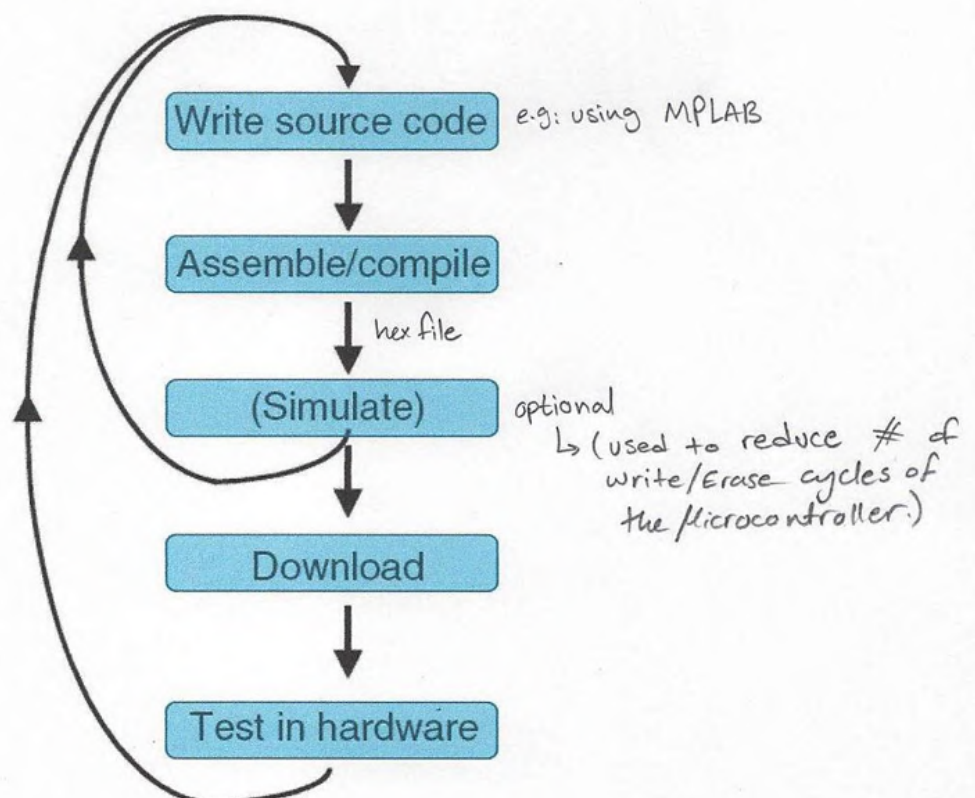 Write source code
e.g: using MPLAB
Assemble/compile
hex file
(Simulate)
optional
↳ (used to reduce # of
write/Erase cycles of
the Microcontroller.)
Download
Test in hardware